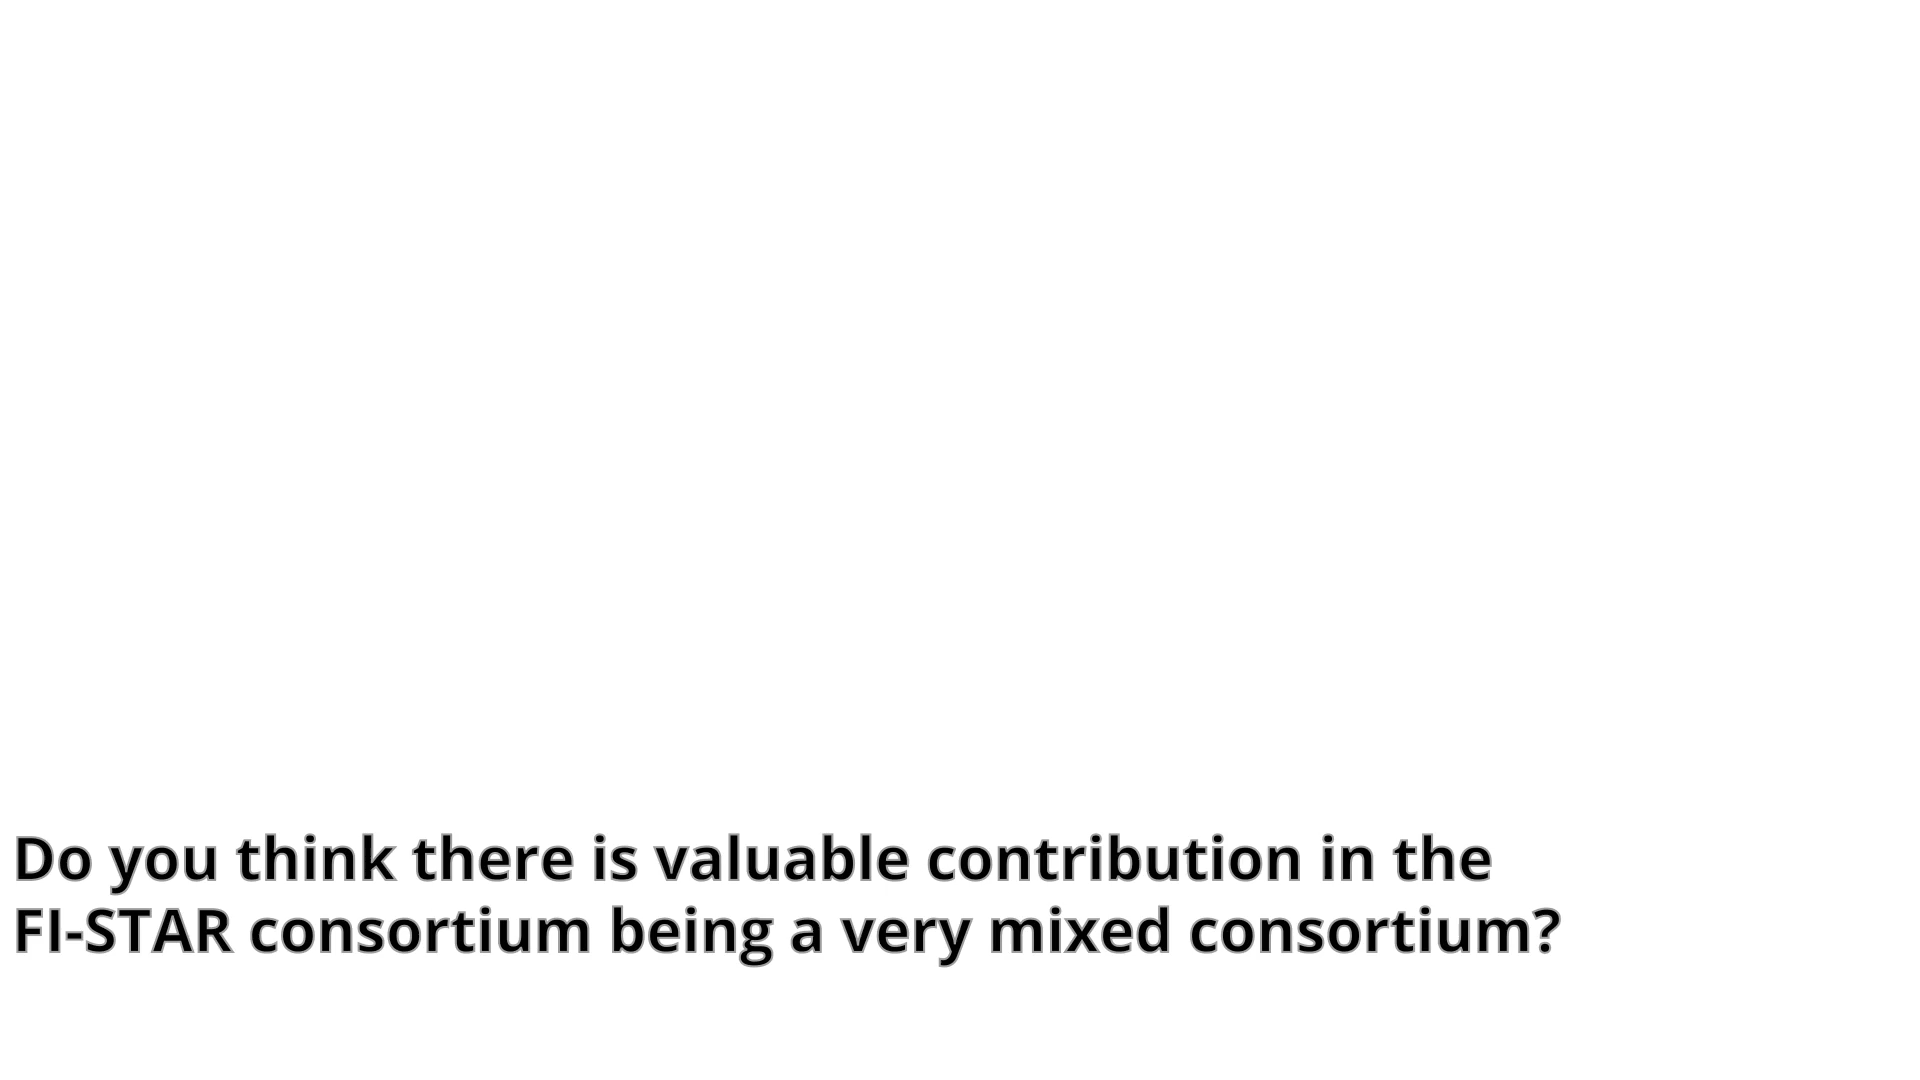 Do you think there is valuable contribution in the
FI-STAR consortium being a very mixed consortium?